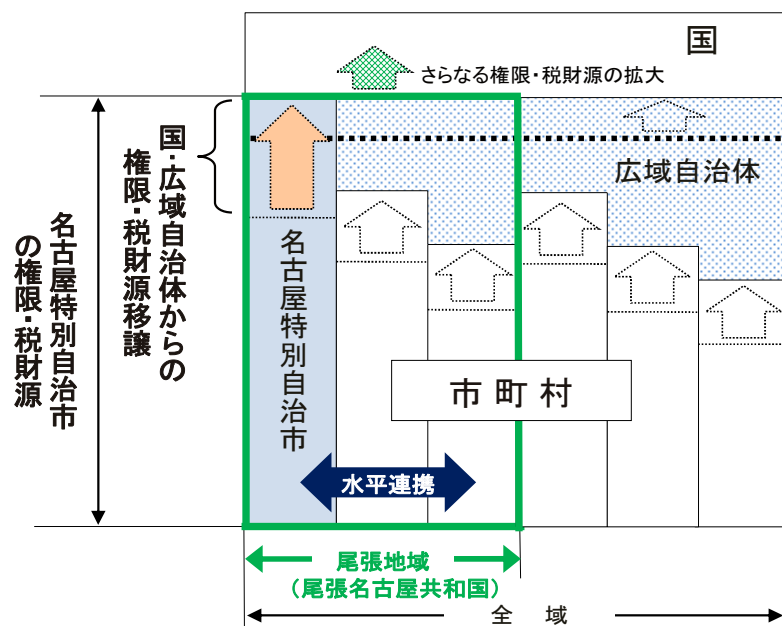 国
さらなる権限・税財源の拡大
広域自治体
国・広域自治体からの
権限・税財源移譲
名古屋特別自治市
の権限・税財源
名古屋特別自治市
市町村
水平連携
尾張地域
（尾張名古屋共和国）
全 域